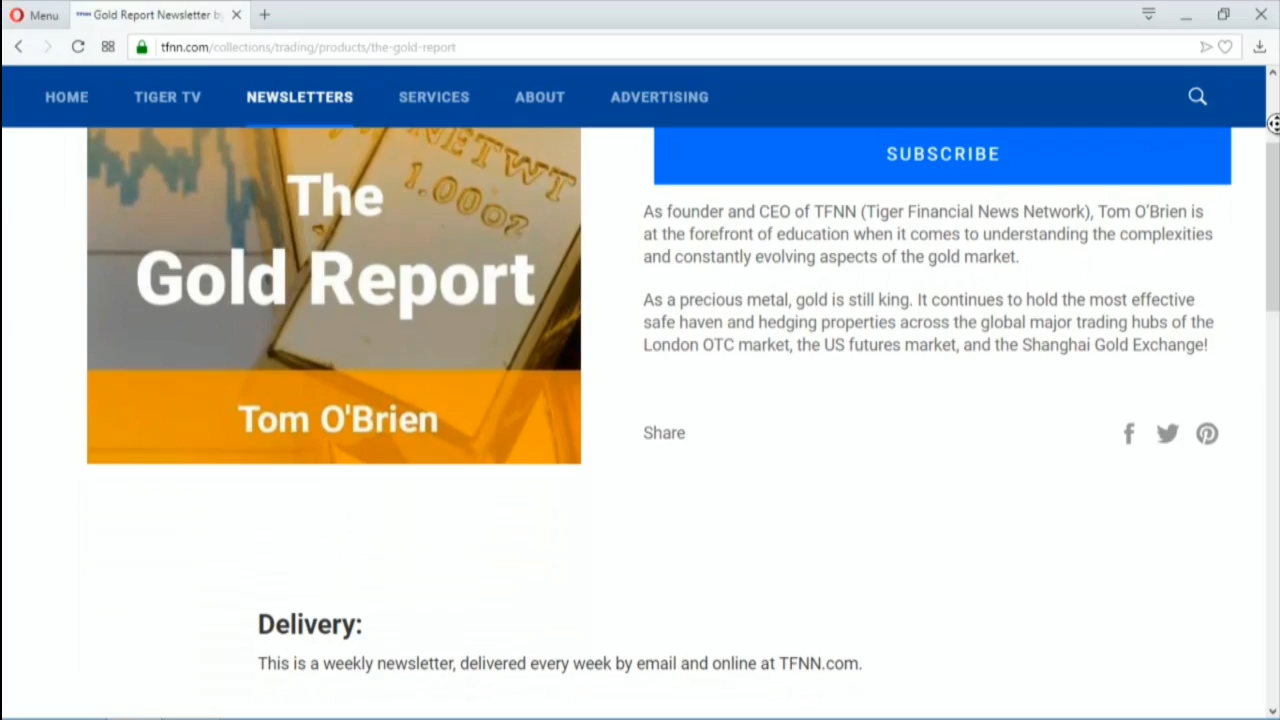 Menu
Gold Report Newsletter by
tfnn.com/collections/trading/products/the-gold-report
HOME TIGER TV NEWSLETTERS SERVICES ABOUT ADVERTISING
NETWT
1.00oz
The
Gold Report
Tom O'Brien
SUBSCRIBE
As founder and CEO of TFNN (Tiger Financial News Network), Tom O'Brien is
at the forefront of education when it comes to understanding the complexities
and constantly evolving aspects of the gold market.
As a precious metal, gold is still king. It continues to hold the most effective
safe haven and hedging properties across the global major trading hubs of the
London OTC market, the US futures market, and the Shanghai Gold Exchange!
Share
Delivery:
This is a weekly newsletter, delivered every week by email and online at TFNN.com.